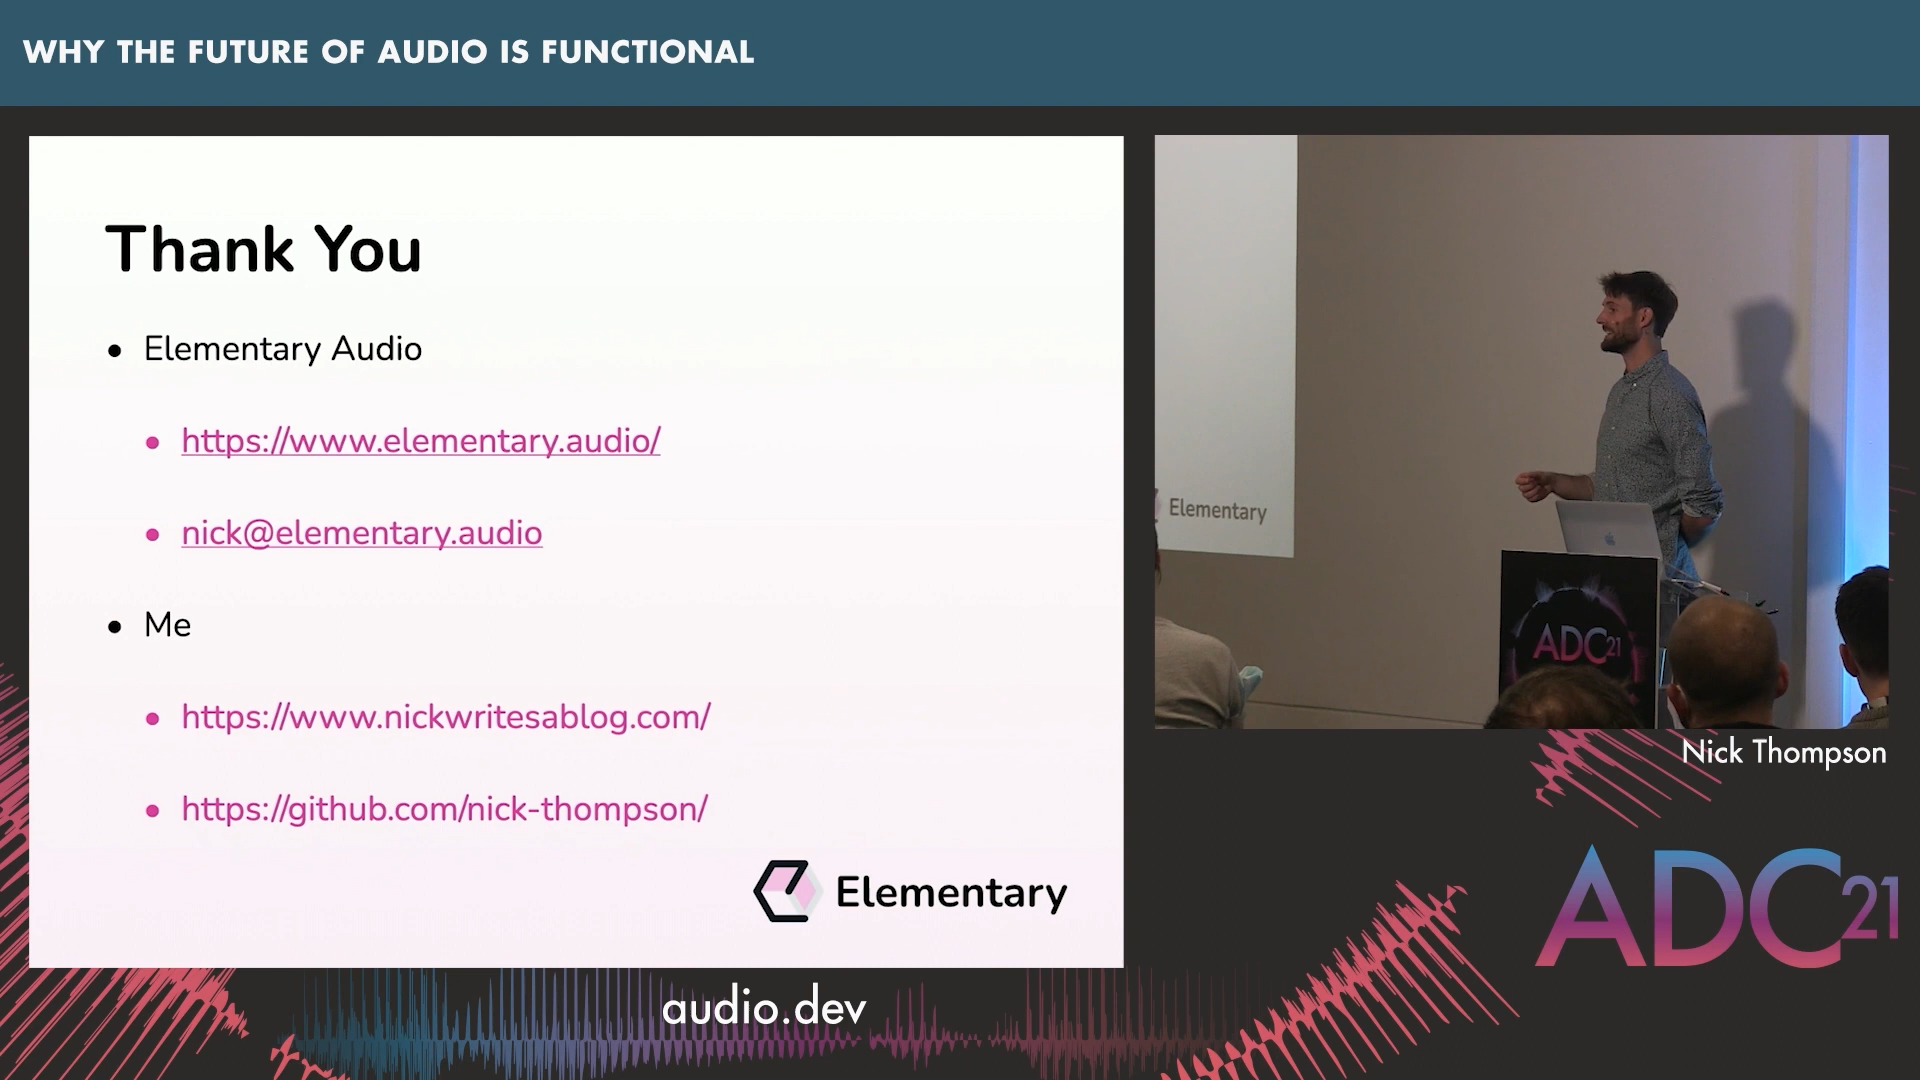 WHY THE FUTURE OF AUDIO IS FUNCTIONAL
Thank You
• Elementary Audio
• https://www.elementary.audio/
• nick@elementary.audio
• Me
• https://www.nickwritesablog.com/
• https://github.com/nick-thompson/
Elementary
Elementary
ADC21
Nick Thompson
ADC21
audio.dev